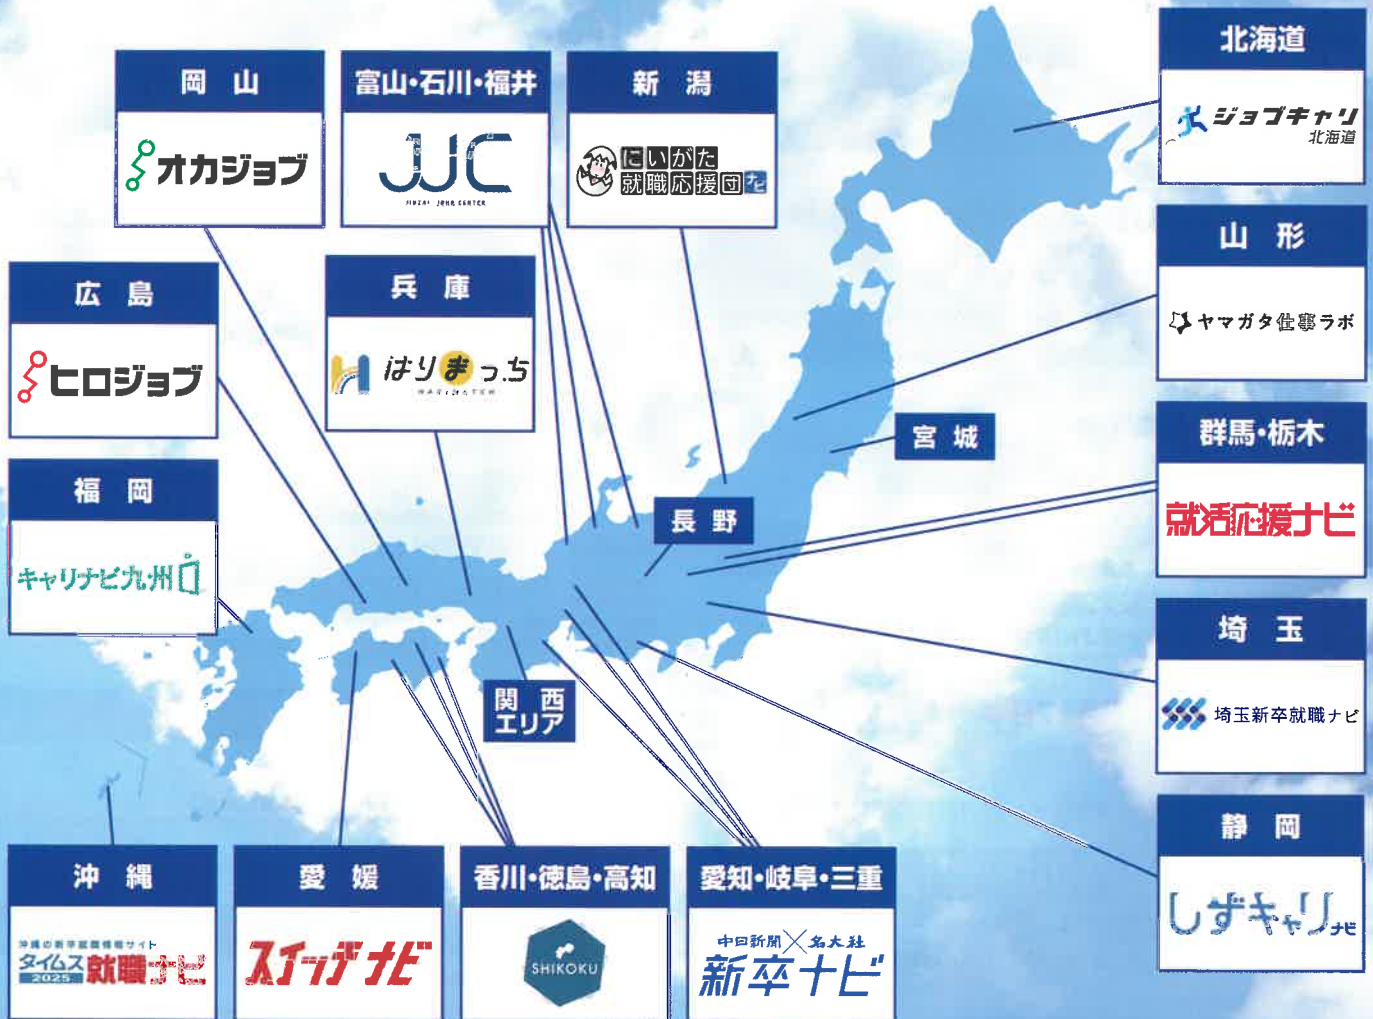 北海道
ジョブキャリ
北海道
岡山
オカジョブ
富山・石川・福井
JJC
JINZAI JOHO CENTER
新潟
にいがた
就職応援団ナビ
山形
ヤマガタ仕事ラボ
広島
ヒロジョブ
兵庫
はりまっち
宮城
群馬・栃木
就活応援ナビ
福岡
キャリナビ九州
長野
埼玉
埼玉新卒就職ナビ
関西
エリア
静岡
しずキャリナビ
沖縄
沖縄の新卒就職情報サイト
タイムス
2025
就職ナビ
愛媛
スイッチナビ
香川・徳島・高知
SHIKOKU
愛知・岐阜・三重
中日新聞×名大社
新卒ナビ